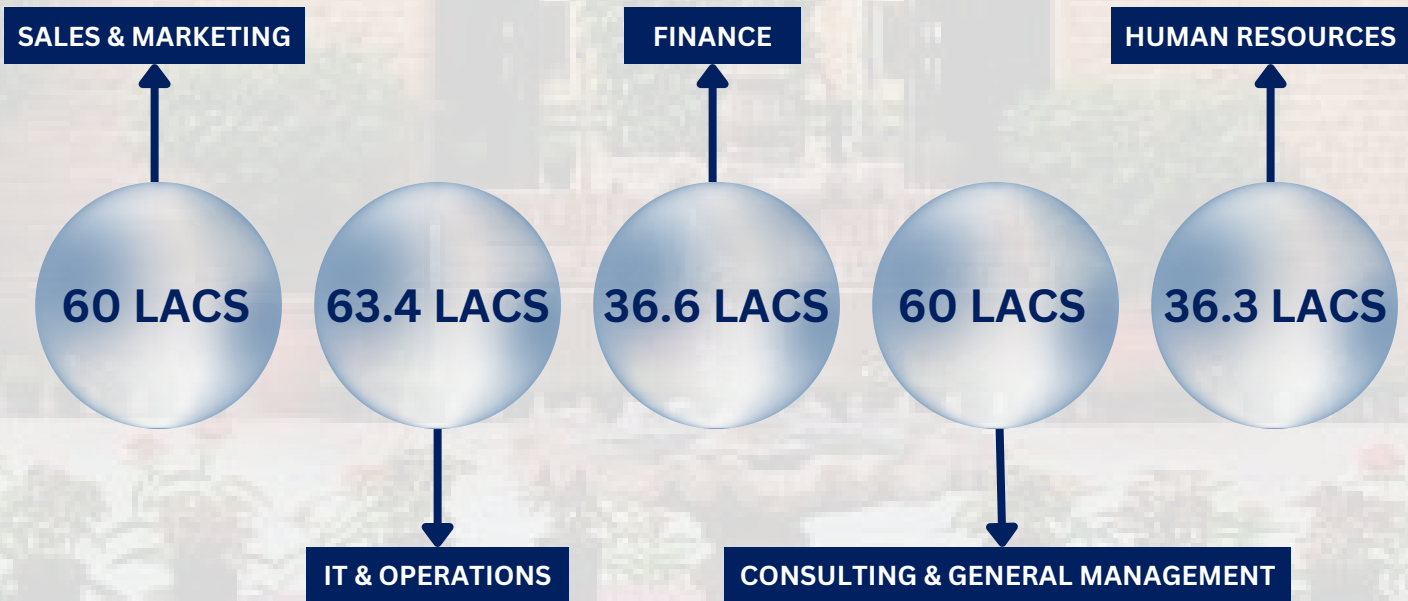 SALES & MARKETING
FINANCE
HUMAN RESOURCES
60 LACS
63.4 LACS
36.6 LACS
60 LACS
36.3 LACS
IT & OPERATIONS
CONSULTING & GENERAL MANAGEMENT